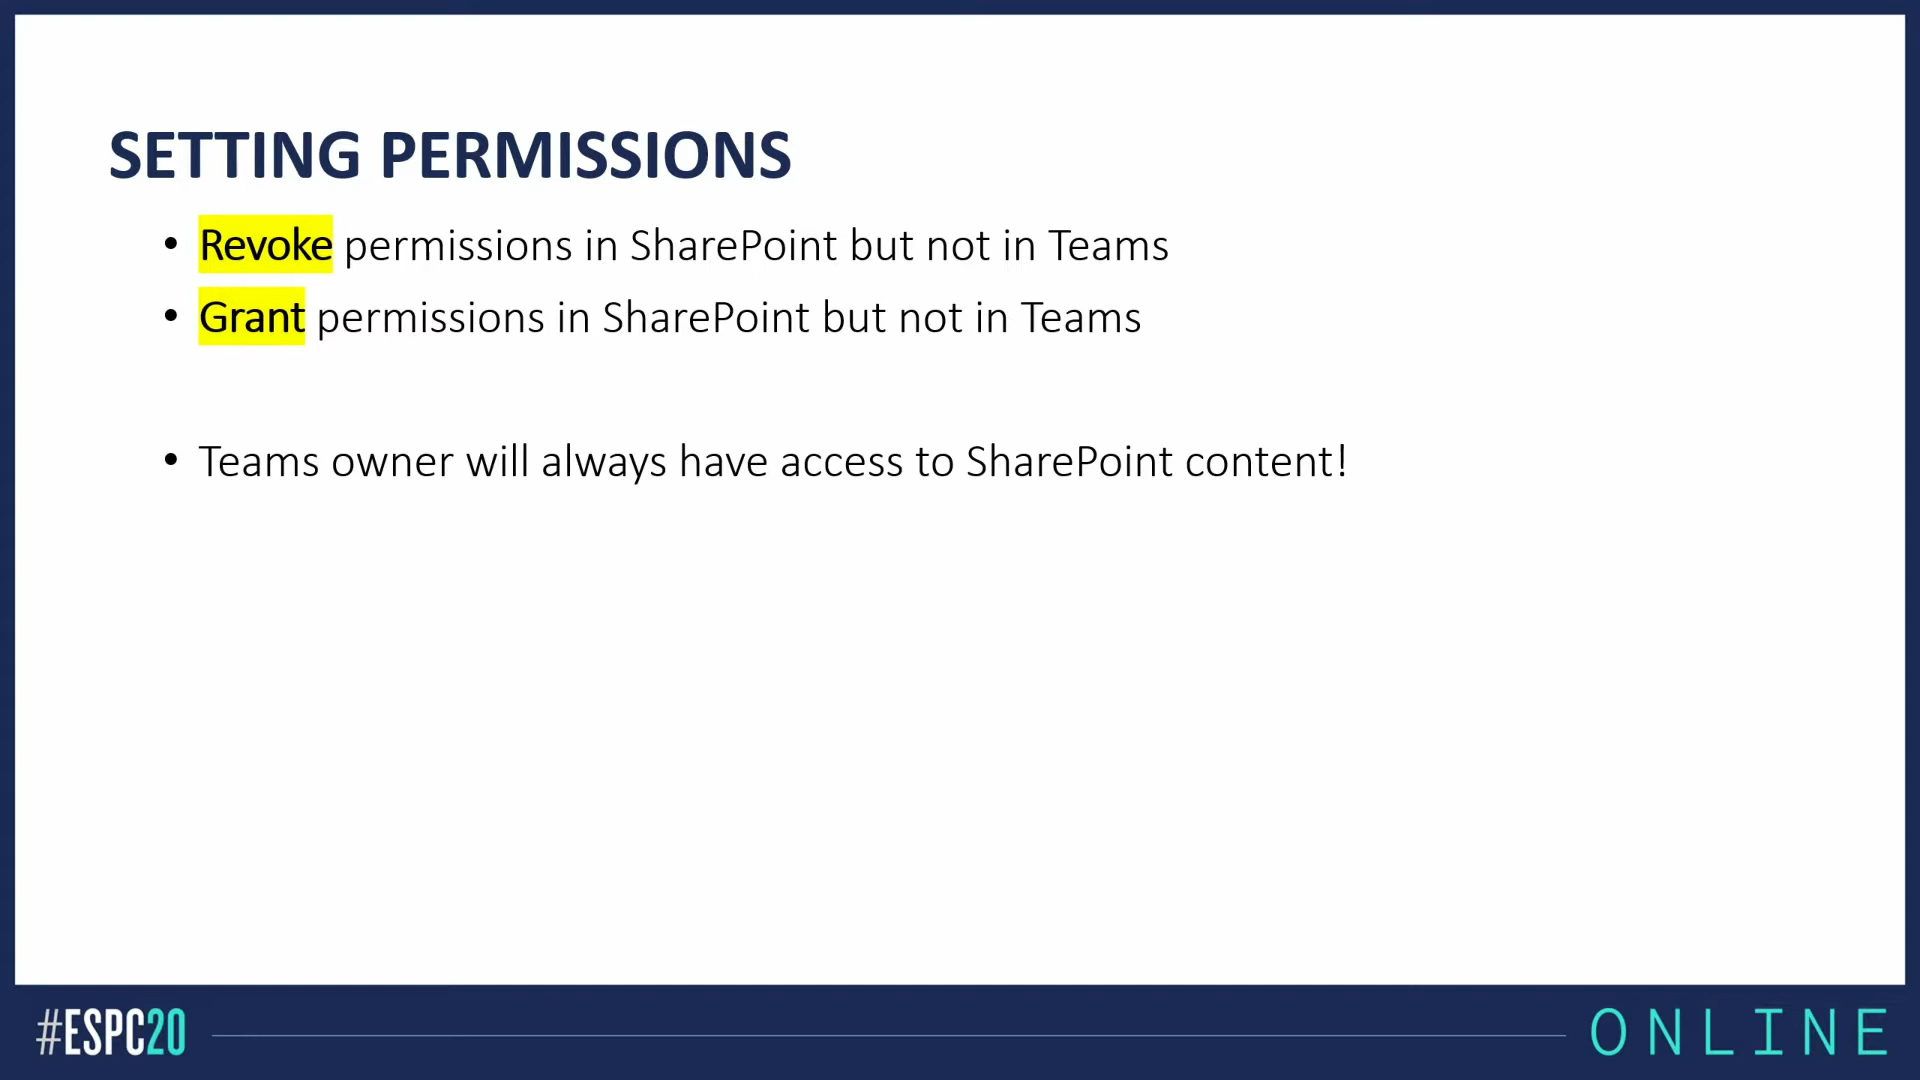 SETTING PERMISSIONS
• Revoke permissions in SharePoint but not in Teams
• Grant permissions in SharePoint but not in Teams
• Teams owner will always have access to SharePoint content!
#ESPC20
ONLINE